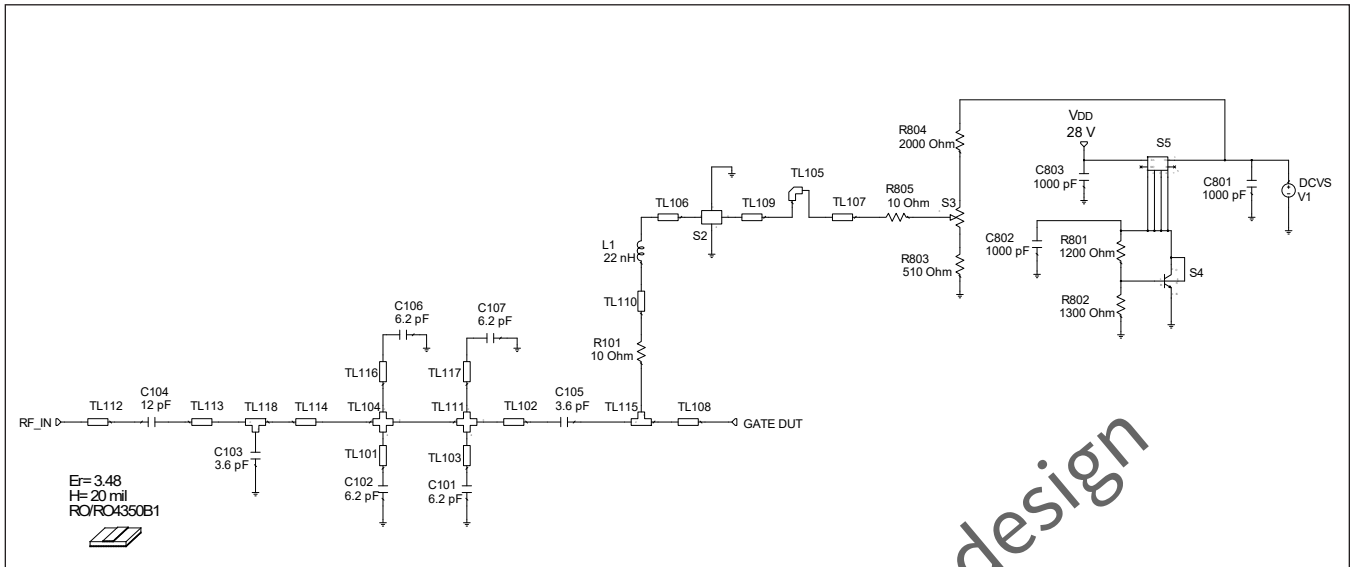 R804
2000 Ohm
VDD
28 V
S5
C803
1000 pF
C801
1000 pF
DCVS
V1
TL105
R805
10 Ohm
S3
TL106
TL109
TL107
S2
C802
1000 pF
R801
1200 Ohm
S4
L1
22 nH
R803
510 Ohm
R802
1300 Ohm
TL110
C106
6.2 pF
C107
6.2 pF
R101
10 Ohm
TL116
TL117
C104
12 pF
C105
3.6 pF
RF_IN
TL112
TL113
TL118
TL114
TL104
TL111
TL102
TL115
TL108
GATE DUT
C103
3.6 pF
TL101
TL103
C102
6.2 pF
C101
6.2 pF
Er= 3.48
H= 20 mil
RO/RO4350B1
design